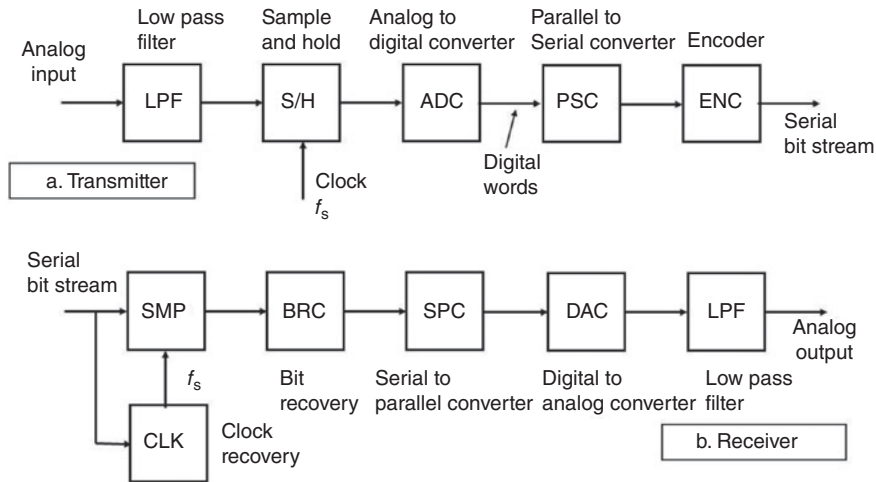 Low pass
filter
Sample
and hold
Analog to
digital converter
Parallel to
Serial converter
Encoder
Analog
input
LPF
S/H
ADC
PSC
ENC
Serial
bit stream
Digital
words
Clock
fs
a. Transmitter
Serial
bit stream
SMP
BRC
SPC
DAC
LPF
Analog
output
fs
Bit
recovery
Serial to
parallel converter
Digital to
analog converter
Low pass
filter
CLK
Clock
recovery
b. Receiver